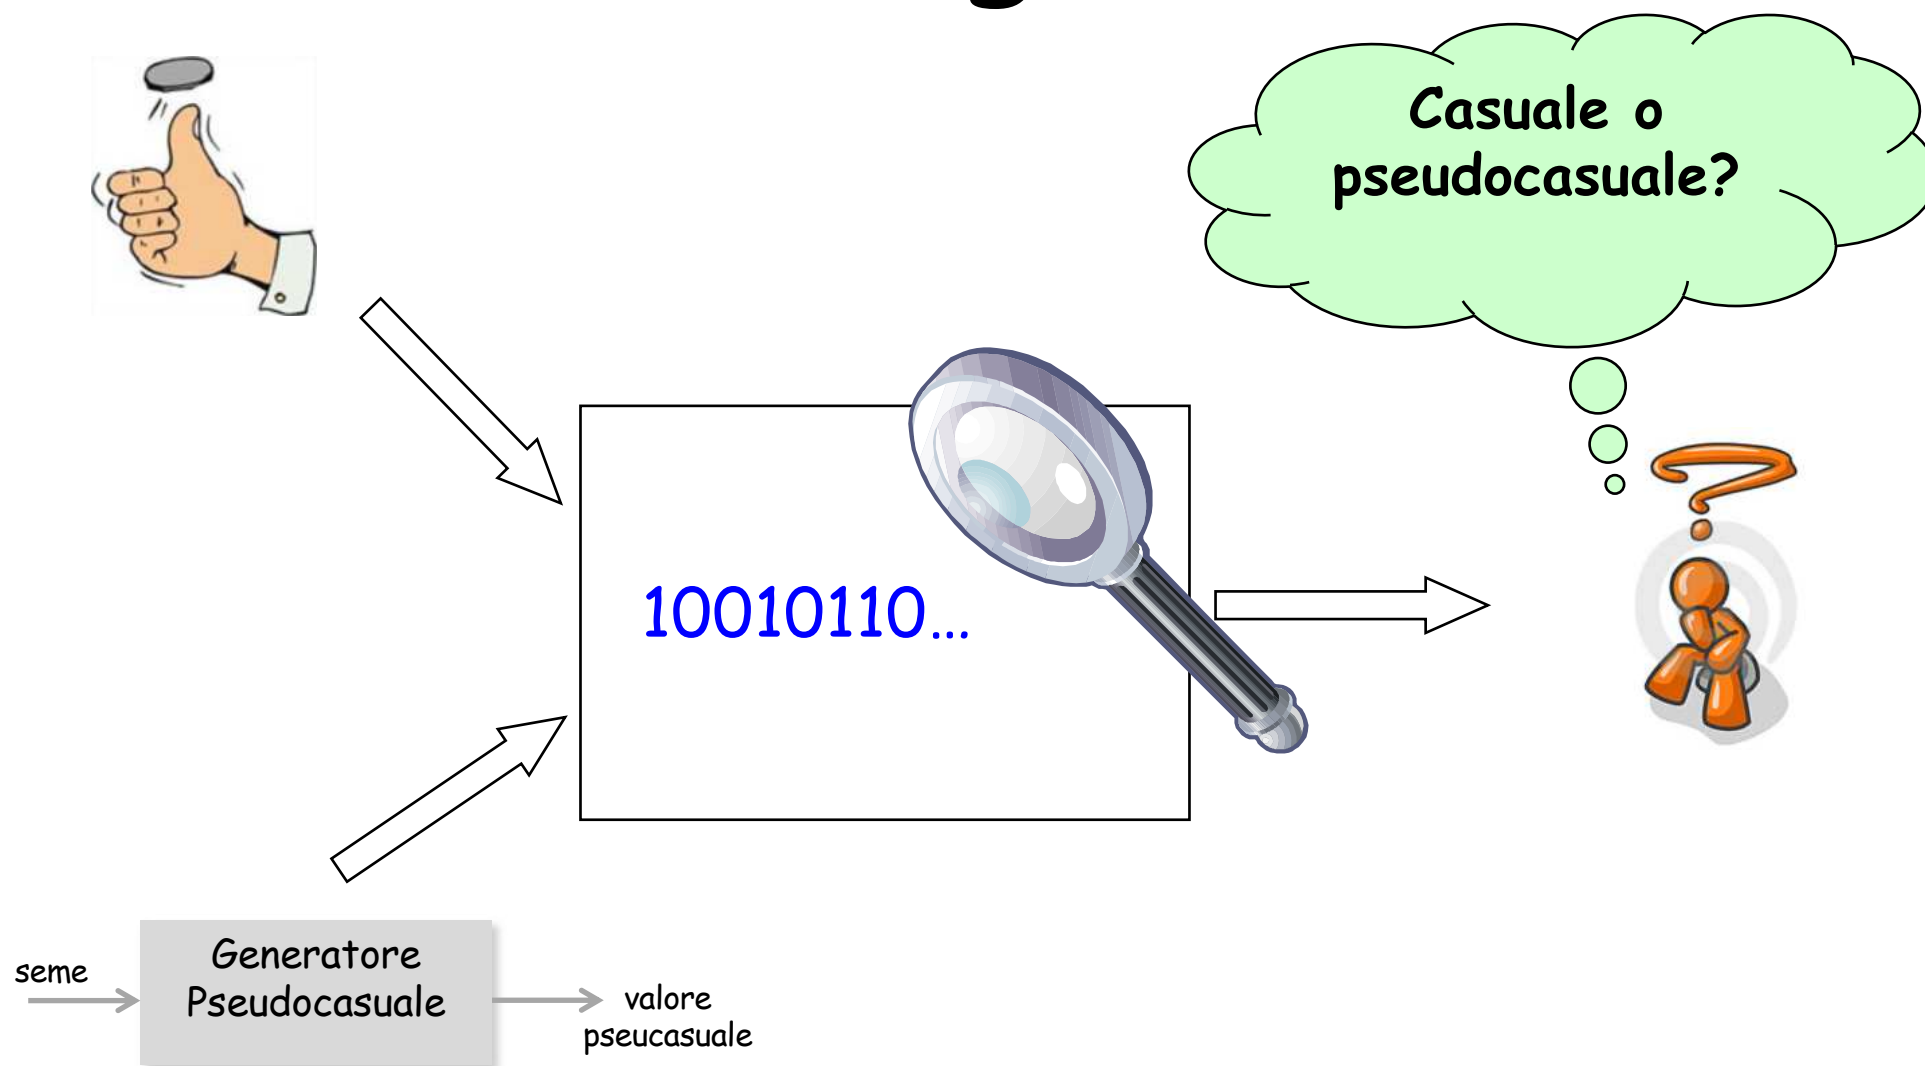 Casuale o
pseudocasuale?
10010110...
seme
Generatore
Pseudocasuale
valore
pseucasuale